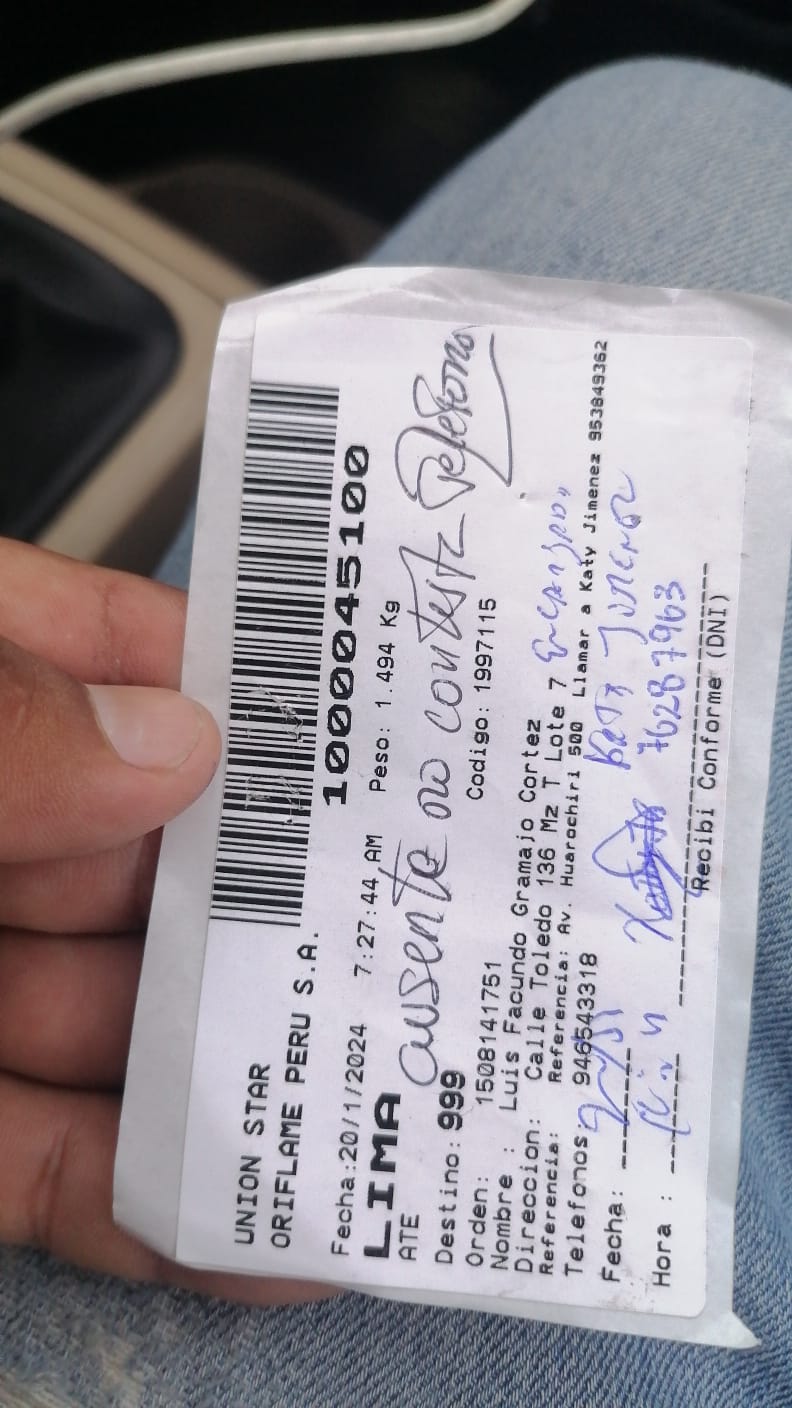 UNION STAR
ORIFLAME PERU S.A.
1000045100
Fecha:20/1/2024 7:27:44 AM Peso: 1.494 Kg
LIMA
ATE
ausente no contesta Telefono
Destino: 999
Orden: 1508141751 Codigo: 1997115
Nombre : Luis Facundo Gramajo Cortez
Direccion: Calle Toledo 136 Mz T Lote 7
Referencia: Referencia: Av. Huarochiri 500 Llamar a Katy Jimenez 953849362
Telefonos: 946543318
Katy Jimenez
Fecha:
76287963
Hora :
Recibi Conforme (DNI)